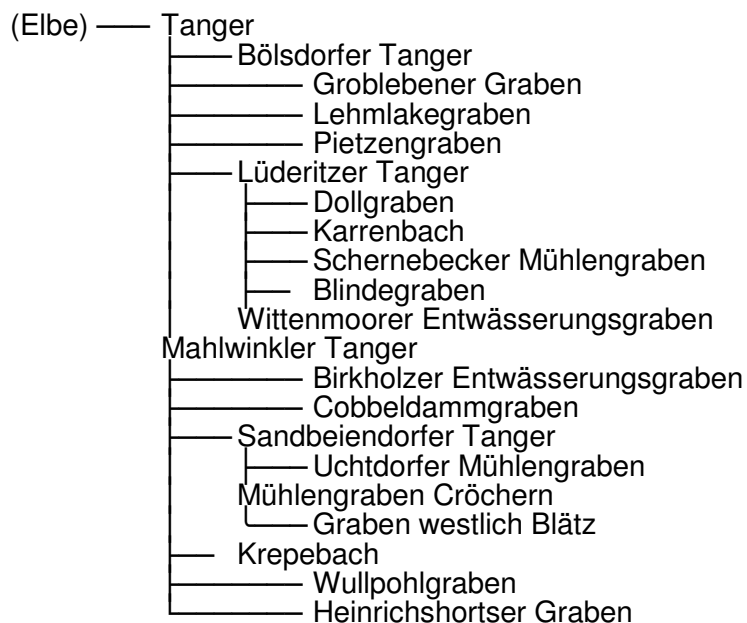 (Elbe) Tanger
Bölsdorfer Tanger
Groblebener Graben
Lehmlakegraben
Pietzengraben
Lüderitzer Tanger
Dollgraben
Karrenbach
Schernebecker Mühlengraben
Blindegraben
Wittenmoorer Entwässerungsgraben
Mahlwinkler Tanger
Birkholzer Entwässerungsgraben
Cobbeldammgraben
Sandbeiendorfer Tanger
Uchtdorfer Mühlengraben
Mühlengraben Cröchern
Graben westlich Blätz
Krepebach
Wullpohlgraben
Heinrichshortser Graben